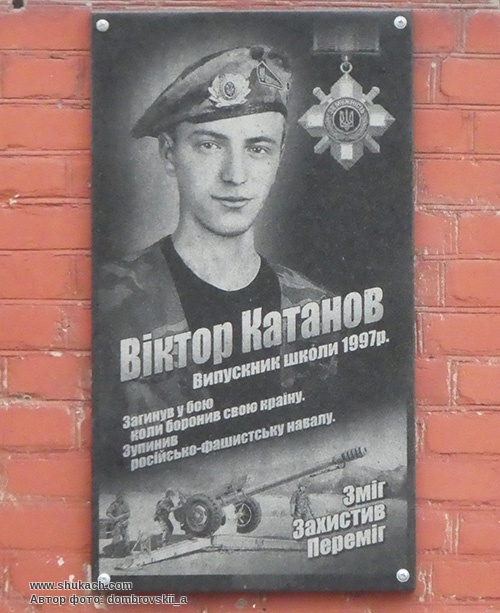 Віктор Катанов
Випускник школи 1997р.
Загинув у бою
коли боронив свою країну.
Зупинив
російсько-фашистську навалу.
Зміг
Захистив
Переміг
www.shukach.com
Автор фото: dombrovskii_a